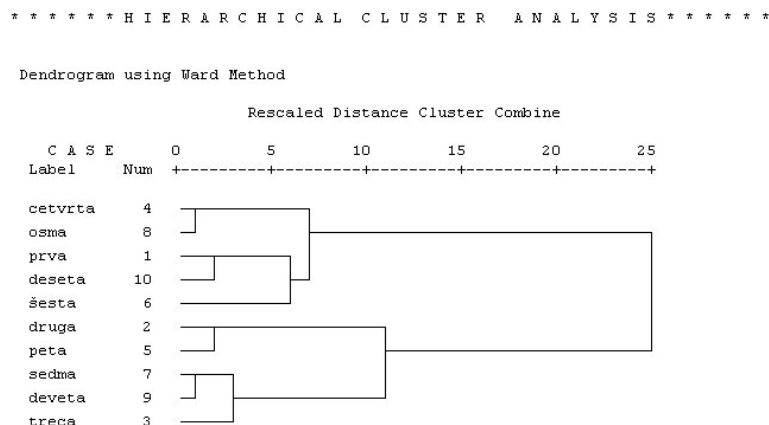 * * * * * * H I E R A R C H I C A L   C L U S T E R   A N A L Y S I S * * * * * *
Dendrogram using Ward Method
Rescaled Distance Cluster Combine
C A S E 0 5 10 15 20 25
Label Num +---------+---------+---------+---------+---------+
cetvrta 4
osma 8
prva 1
deseta 10
šesta 6
druga 2
peta 5
sedma 7
deveta 9
treca 3